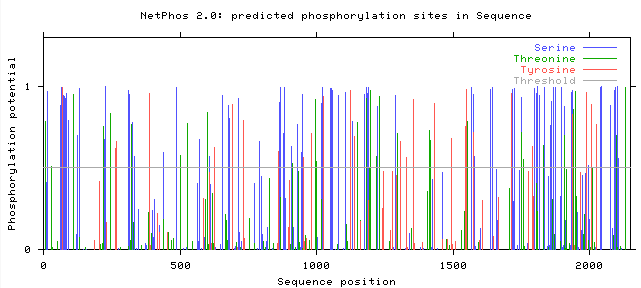 NetPhos 2.0: predicted phosphorylation sites in Sequence
Serine
Threonine
Tyrosine
Threshold
Phosphorylation potential
1
0
0
500
1000
1500
2000
Sequence position